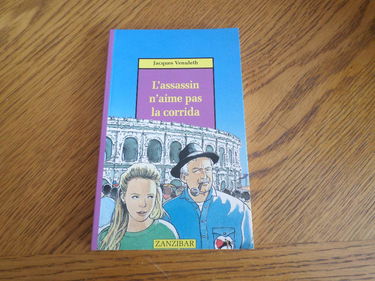 Jacques Venuleth
L'assassin
n'aime pas
la corrida
ZANZIBAR